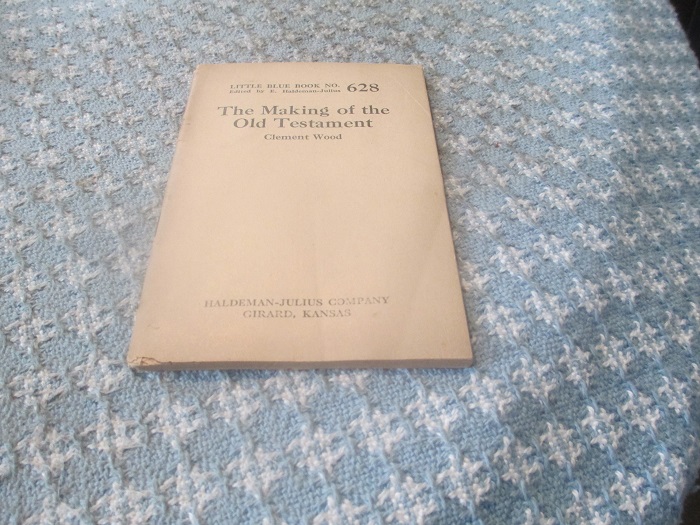 LITTLE BLUE BOOK NO. 628
Edited by E. Haldeman-Julius
The Making of the
Old Testament
Clement Wood
HALDEMAN-JULIUS COMPANY
GIRARD, KANSAS